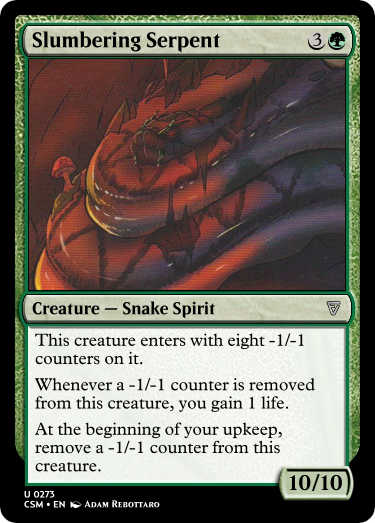 Slumbering Serpent 3
Creature — Snake Spirit
This creature enters with eight -1/-1
counters on it.
Whenever a -1/-1 counter is removed
from this creature, you gain 1 life.
At the beginning of your upkeep,
remove a -1/-1 counter from this
creature.
10/10
U 0273
CSM • EN Adam Rebottaro